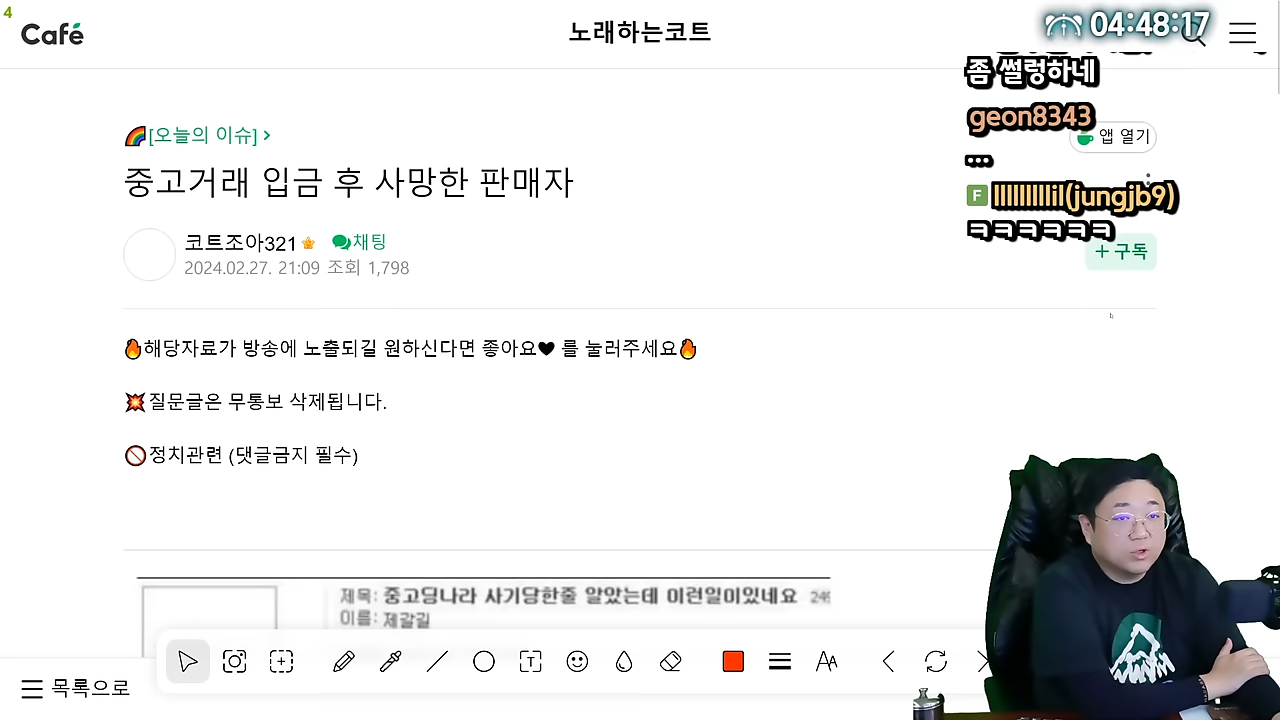 4
Café
노래하는코트
04:48:17
좀 썰렁하네
geon8343
앱 열기
...
F llllllllllil(jungjb9)
ㅋㅋㅋㅋㅋㅋ
[오늘의 이슈] >
중고거래 입금 후 사망한 판매자
코트조아321 채팅
2024.02.27. 21:09 조회 1,798
+ 구독
해당자료가 방송에 노출되길 원하신다면 좋아요🖤 를 눌러주세요
질문글은 무통보 삭제됩니다.
정치관련 (댓글금지 필수)
제목: 중고딩나라 사기당한줄 알았는데 이런일이있네요
이름: 제갈길
T
AA
목록으로